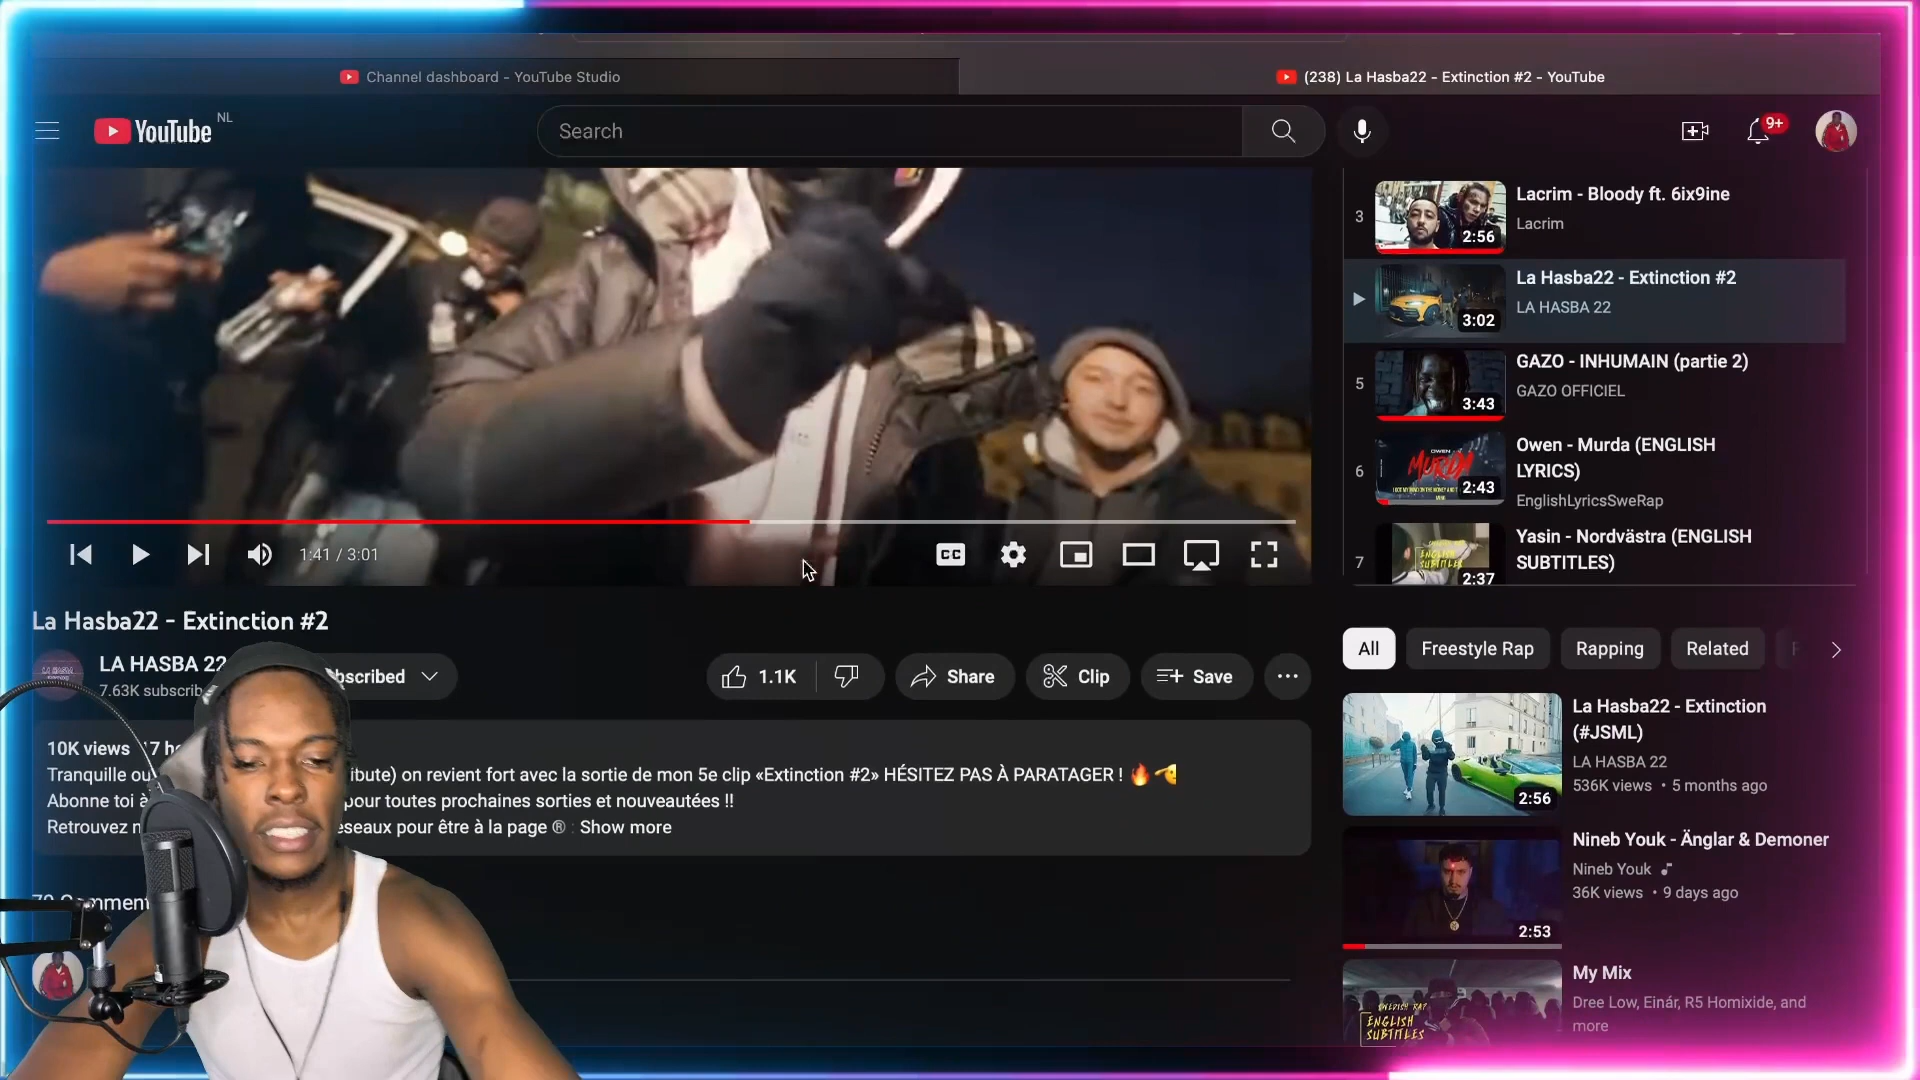 Channel dashboard - YouTube Studio
(238) La Hasba22 - Extinction #2 - YouTube
YouTube NL
Search
9+
1:41 / 3:01
CC
La Hasba22 - Extinction #2
LA HASBA 22
7.63K
1.1K
Share
Clip
Save
10K views
Tranquille
on revient fort avec la sortie de mon 5e clip «Extinction #2» HÉSITEZ PAS À PARATAGER ! 🔥🫡
Abonne toi à pour toutes prochaines sorties et nouveautées !!
Retrouvez pour être à la page ® : Show more
3
2:56
Lacrim - Bloody ft. 6ix9ine
Lacrim
3:02
La Hasba22 - Extinction #2
LA HASBA 22
5
3:43
GAZO - INHUMAIN (partie 2)
GAZO OFFICIEL
6
OWEN
MURDA
2:43
Owen - Murda (ENGLISH
LYRICS)
EnglishLyricsSweRap
7
ENGLISH
SUBTITLES
2:37
Yasin - Nordvästra (ENGLISH
SUBTITLES)
All
Freestyle Rap
Rapping
Related
2:56
La Hasba22 - Extinction
(#JSML)
LA HASBA 22
536K views • 5 months ago
2:53
Nineb Youk - Änglar & Demoner
Nineb Youk
36K views • 9 days ago
SWEDISH RAP
ENGLISH
SUBTITLES
My Mix
Dree Low, Einár, R5 Homixide, and
more